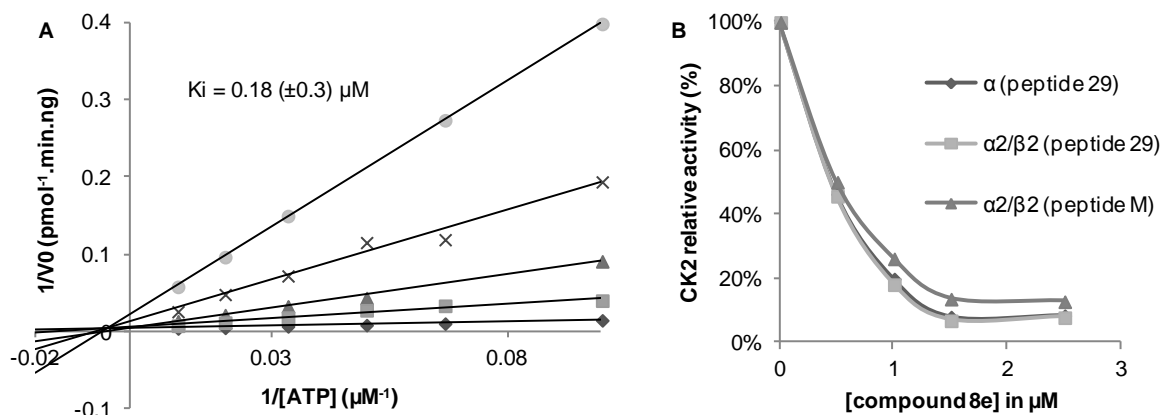 A
0.4
0.3
0.2
0.1
0
-0.1
-0.02
0.03
0.08
1/V0 (pmol⁻¹.min.ng)
1/[ATP] (µM⁻¹)
Ki = 0.18 (±0.3) µM
B
100%
80%
60%
40%
20%
0%
0
1
2
3
CK2 relative activity (%)
[compound 8e] in µM
α (peptide 29)
α2/β2 (peptide 29)
α2/β2 (peptide M)